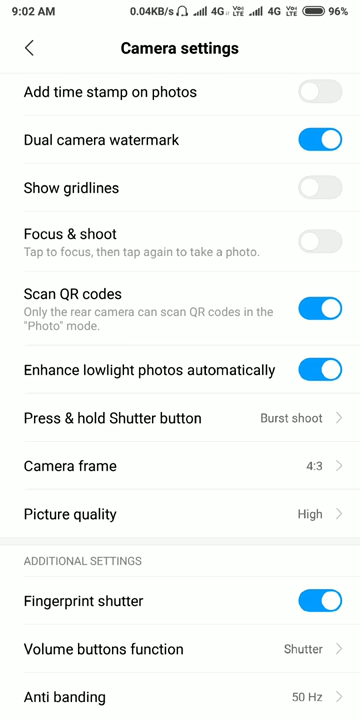 9:02 AM 0.04KB/s 4G VoLTE 4G VoLTE 96%
Camera settings
Add time stamp on photos
Dual camera watermark
Show gridlines
Focus & shoot
Tap to focus, then tap again to take a photo.
Scan QR codes
Only the rear camera can scan QR codes in the
"Photo" mode.
Enhance lowlight photos automatically
Press & hold Shutter button Burst shoot
Camera frame 4:3
Picture quality High
ADDITIONAL SETTINGS
Fingerprint shutter
Volume buttons function Shutter
Anti banding 50 Hz